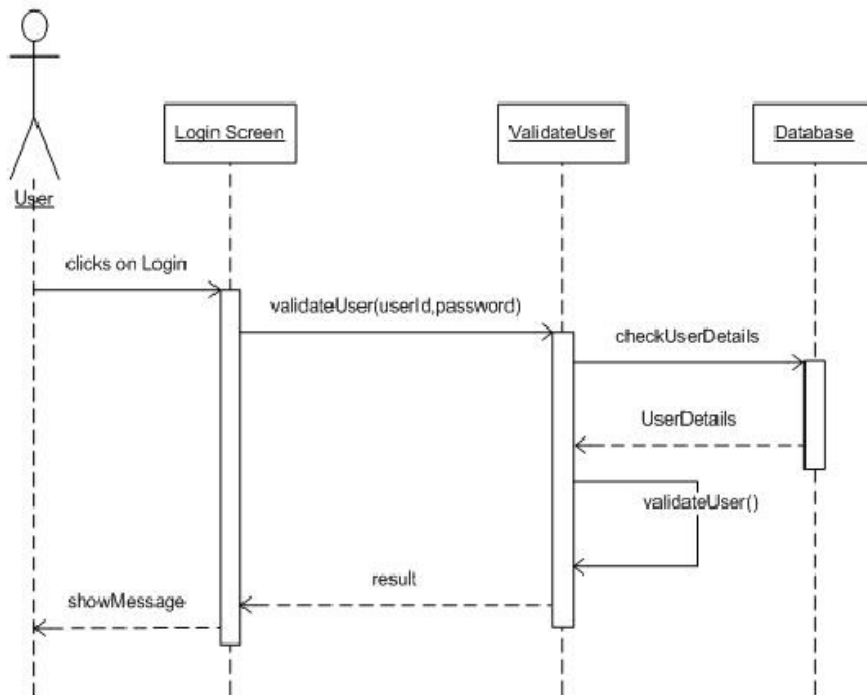 Login Screen
ValidateUser
Database
User
clicks on Login
validateUser(userId,password)
checkUserDetails
UserDetails
validateUser()
result
showMessage